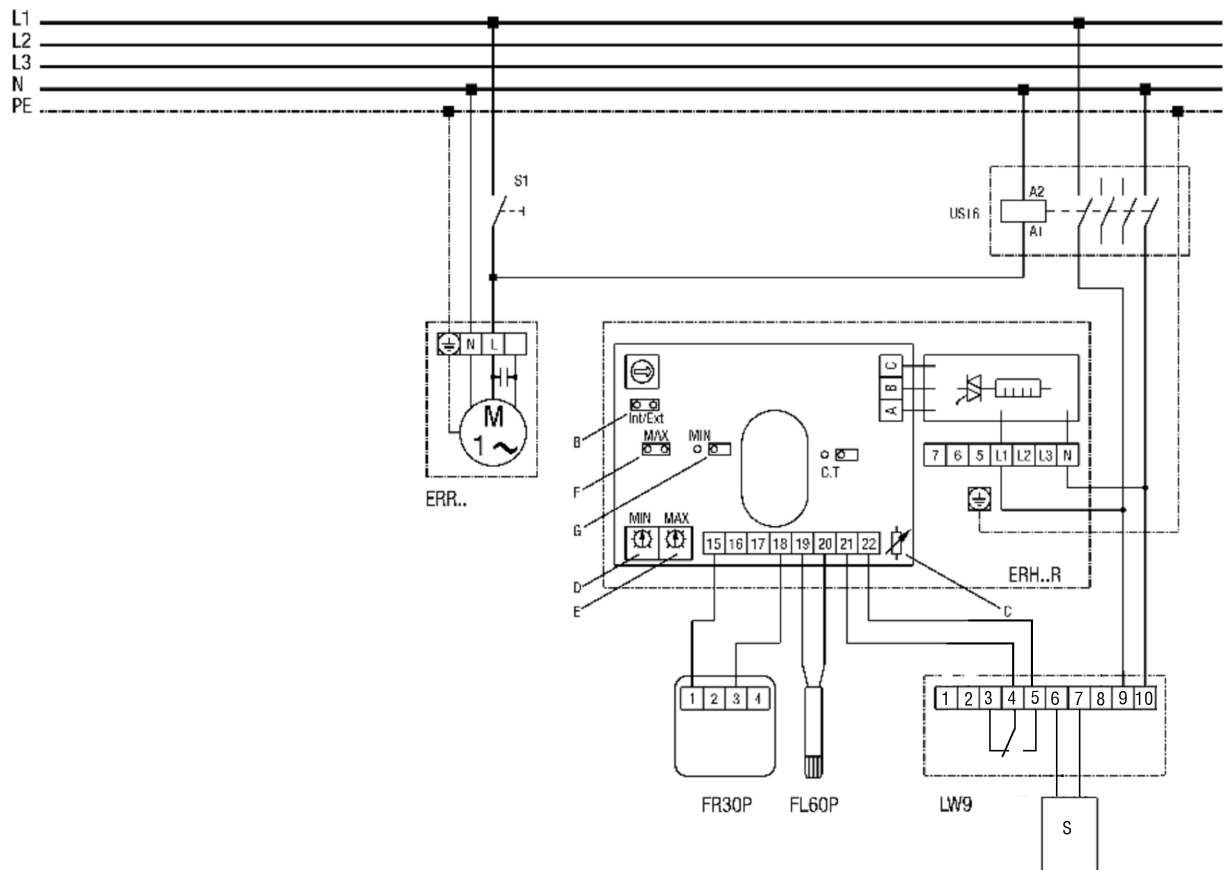 L1
L2
L3
N
PE
S1
A2
UST6
A1
N L
M
1 ~
ERR..
Int/Ext
B
MAX MIN
F
G
C.T
MIN MAX
D
E
15 16 17 18 19 20 21 22
C
B
A
7 6 5 L1 L2 L3 N
ERH..R
C
1 2 3 4
FR30P
FL60P
1 2 3 4 5 6 7 8 9 10
LW9
S